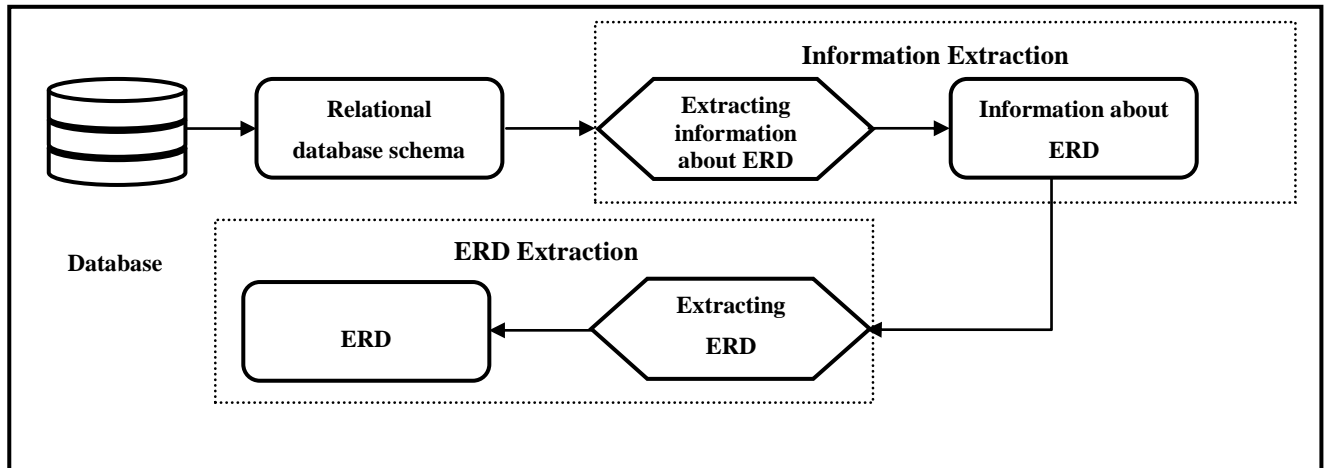 Information Extraction
Relational
database schema
Extracting
information
about ERD
Information about
ERD
Database
ERD Extraction
ERD
Extracting
ERD